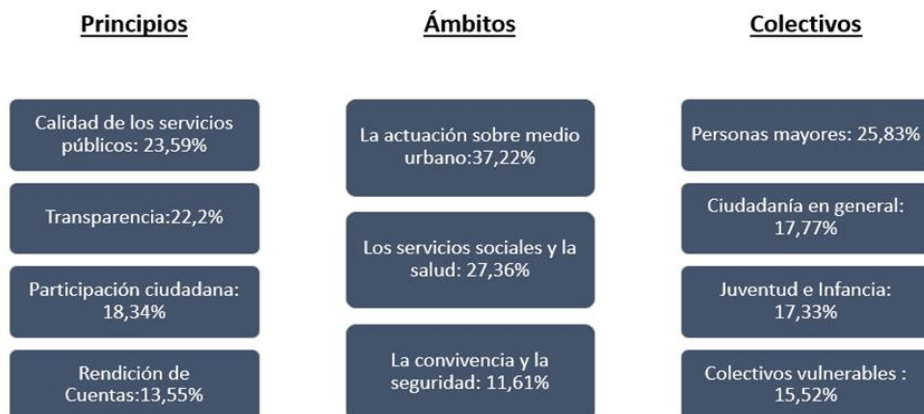 Principios
Calidad de los servicios
públicos: 23,59%
Transparencia:22,2%
Participación ciudadana:
18,34%
Rendición de
Cuentas:13,55%
Ámbitos
La actuación sobre medio
urbano:37,22%
Los servicios sociales y la
salud: 27,36%
La convivencia y la
seguridad: 11,61%
Colectivos
Personas mayores: 25,83%
Ciudadanía en general:
17,77%
Juventud e Infancia:
17,33%
Colectivos vulnerables :
15,52%